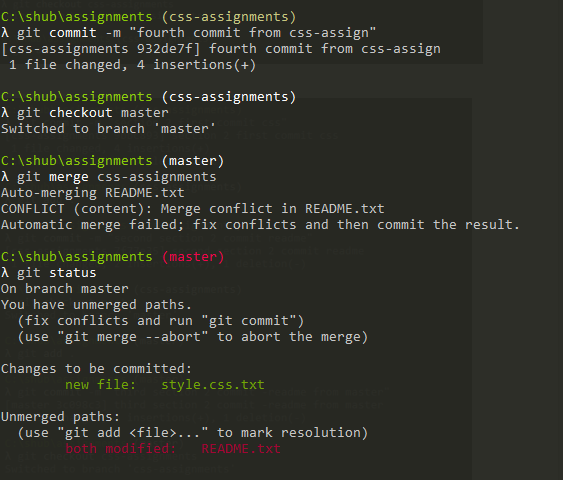 C:\shub\assignments (css-assignments)
λ git commit -m "fourth commit from css-assign"
[css-assignments 932de7f] fourth commit from css-assign
 1 file changed, 4 insertions(+)

C:\shub\assignments (css-assignments)
λ git checkout master
Switched to branch 'master'

C:\shub\assignments (master)
λ git merge css-assignments
Auto-merging README.txt
CONFLICT (content): Merge conflict in README.txt
Automatic merge failed; fix conflicts and then commit the result.

C:\shub\assignments (master)
λ git status
On branch master
You have unmerged paths.
  (fix conflicts and run "git commit")
  (use "git merge --abort" to abort the merge)

Changes to be committed:
        new file:   style.css.txt

Unmerged paths:
  (use "git add <file>..." to mark resolution)
        both modified:   README.txt